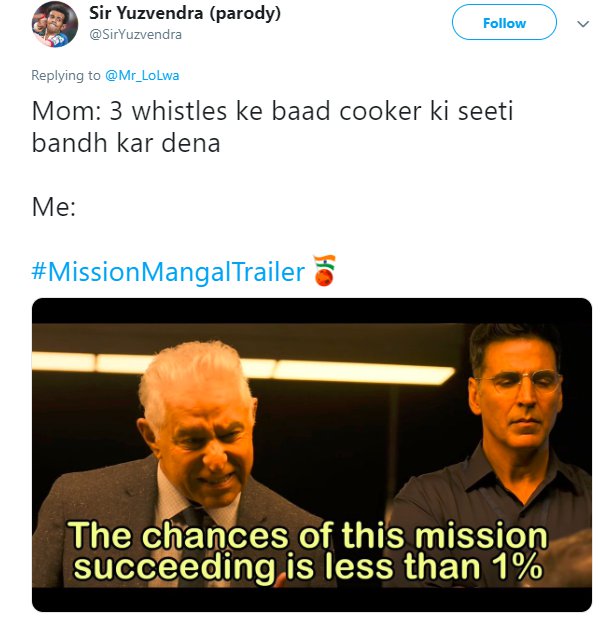 Sir Yuzvendra (parody)
@SirYuzvendra
Follow
Replying to @Mr_LoLwa
Mom: 3 whistles ke baad cooker ki seeti
bandh kar dena
Me:
#MissionMangalTrailer
The chances of this mission
succeeding is less than 1%